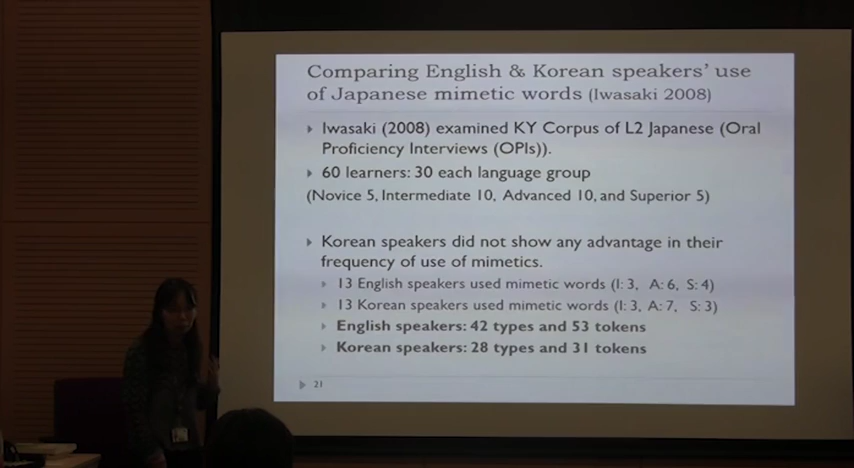 Comparing English & Korean speakers' use
of Japanese mimetic words (Iwasaki 2008)
Iwasaki (2008) examined KY Corpus of L2 Japanese (Oral
Proficiency Interviews (OPIs)).
60 learners: 30 each language group
(Novice 5, Intermediate 10, Advanced 10, and Superior 5)
Korean speakers did not show any advantage in their
frequency of use of mimetics.
13 English speakers used mimetic words (I: 3, A: 6, S: 4)
13 Korean speakers used mimetic words (I: 3, A: 7, S: 3)
English speakers: 42 types and 53 tokens
Korean speakers: 28 types and 31 tokens
21